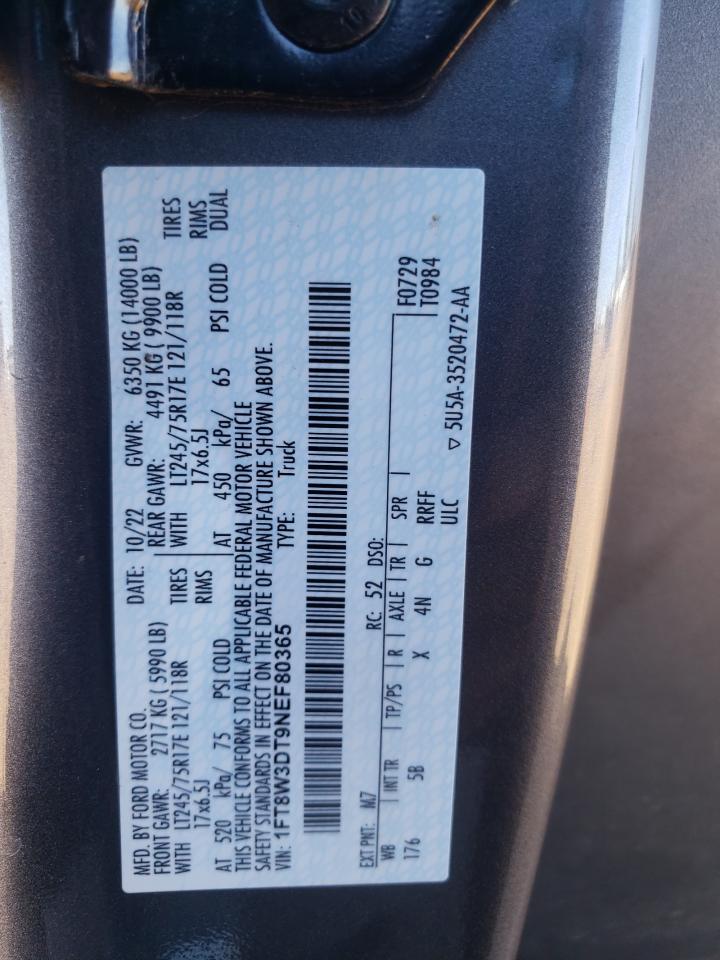 10
MFD. BY FORD MOTOR CO.
DATE: 10/22 GVWR: 6350 KG (14000 LB)
FRONT GAWR: 2717 KG ( 5990 LB) REAR GAWR: 4491 KG ( 9900 LB)
WITH LT245/75R17E 121/118R TIRES WITH LT245/75R17E 121/118R TIRES
17x6.5J RIMS 17x6.5J RIMS
AT 520 kPa/ 75 PSI COLD AT 450 kPa/ 65 PSI COLD DUAL
THIS VEHICLE CONFORMS TO ALL APPLICABLE FEDERAL MOTOR VEHICLE
SAFETY STANDARDS IN EFFECT ON THE DATE OF MANUFACTURE SHOWN ABOVE.
VIN: 1FT8W3DT9NEF80365 TYPE: Truck
EXT PNT: M7 RC: 52 DSO:
WB INT TR TP/PS R AXLE TR SPR F0729
176 5B X 4N G RRFF T0984
ULC
▽ 5U5A-3520472-AA